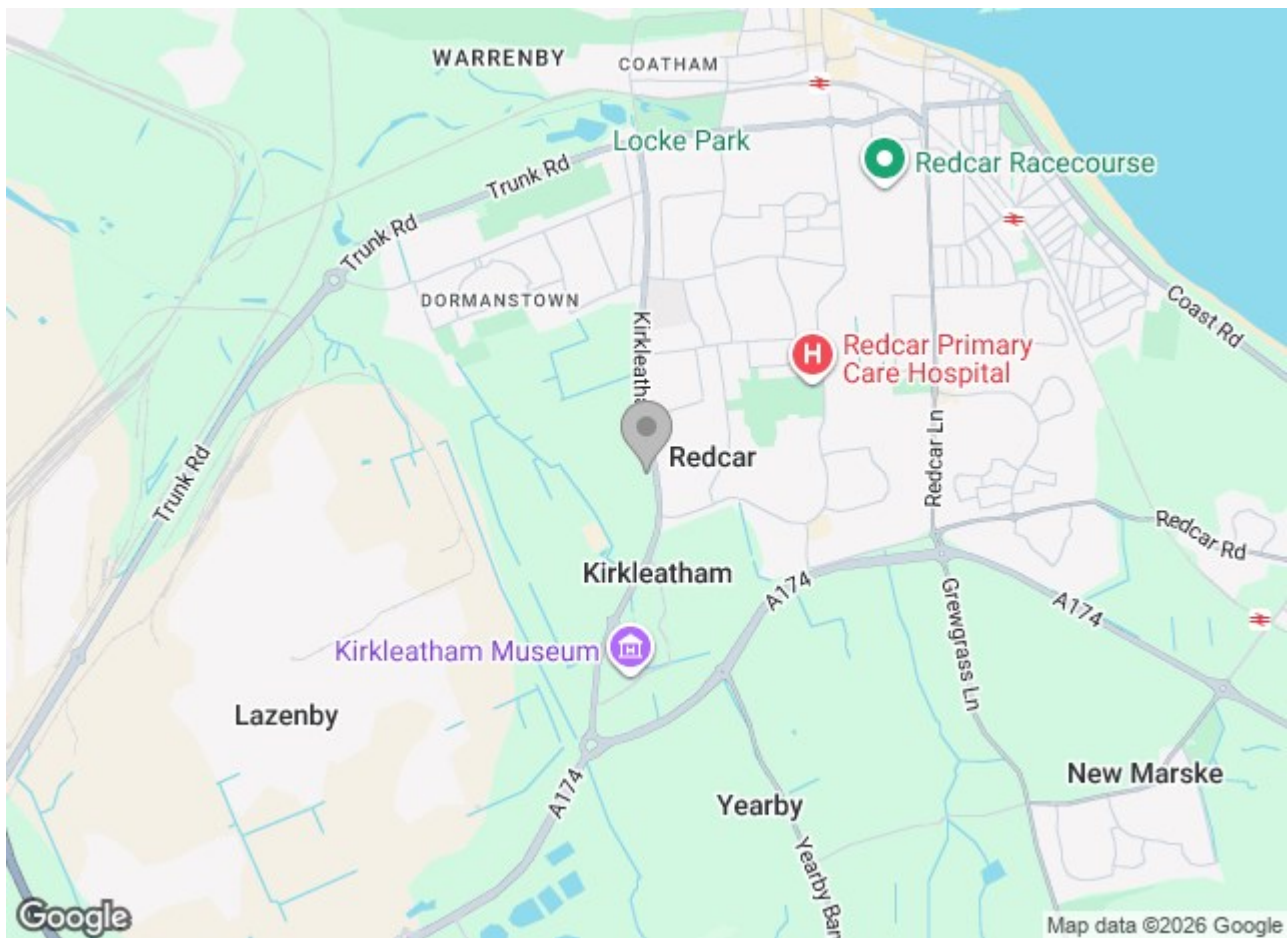 WARRENBY
COATHAM
Locke Park
Redcar Racecourse
Trunk Rd
Trunk Rd
DORMANSTOWN
Coast Rd
Kirkleatha
H
Redcar Primary
Care Hospital
Redcar
Redcar Ln
Trunk Rd
Redcar Rd
Kirkleatham
A174
A174
Grewgrass Ln
Kirkleatham Museum
Lazenby
New Marske
A174
Yearby
Yearby Ban
Google
Map data ©2026 Google